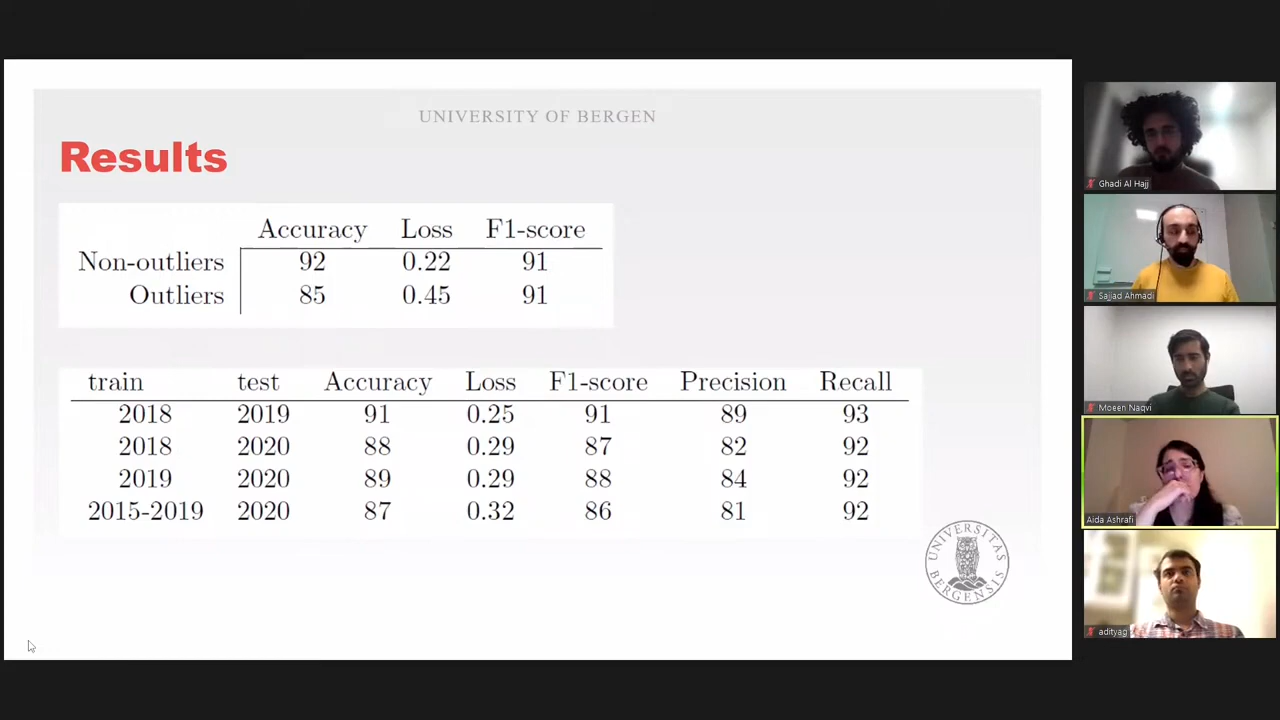 UNIVERSITY OF BERGEN
Results
Accuracy Loss F1-score
Non-outliers 92 0.22 91
Outliers 85 0.45 91
train test Accuracy Loss F1-score Precision Recall
2018 2019 91 0.25 91 89 93
2018 2020 88 0.29 87 82 92
2019 2020 89 0.29 88 84 92
2015-2019 2020 87 0.32 86 81 92
UNIVERSITAS
BERGENSIS
Ghadi Al Hajj
Sajjad Ahmadi
Moeen Naqvi
Aida Ashrafi
adityag